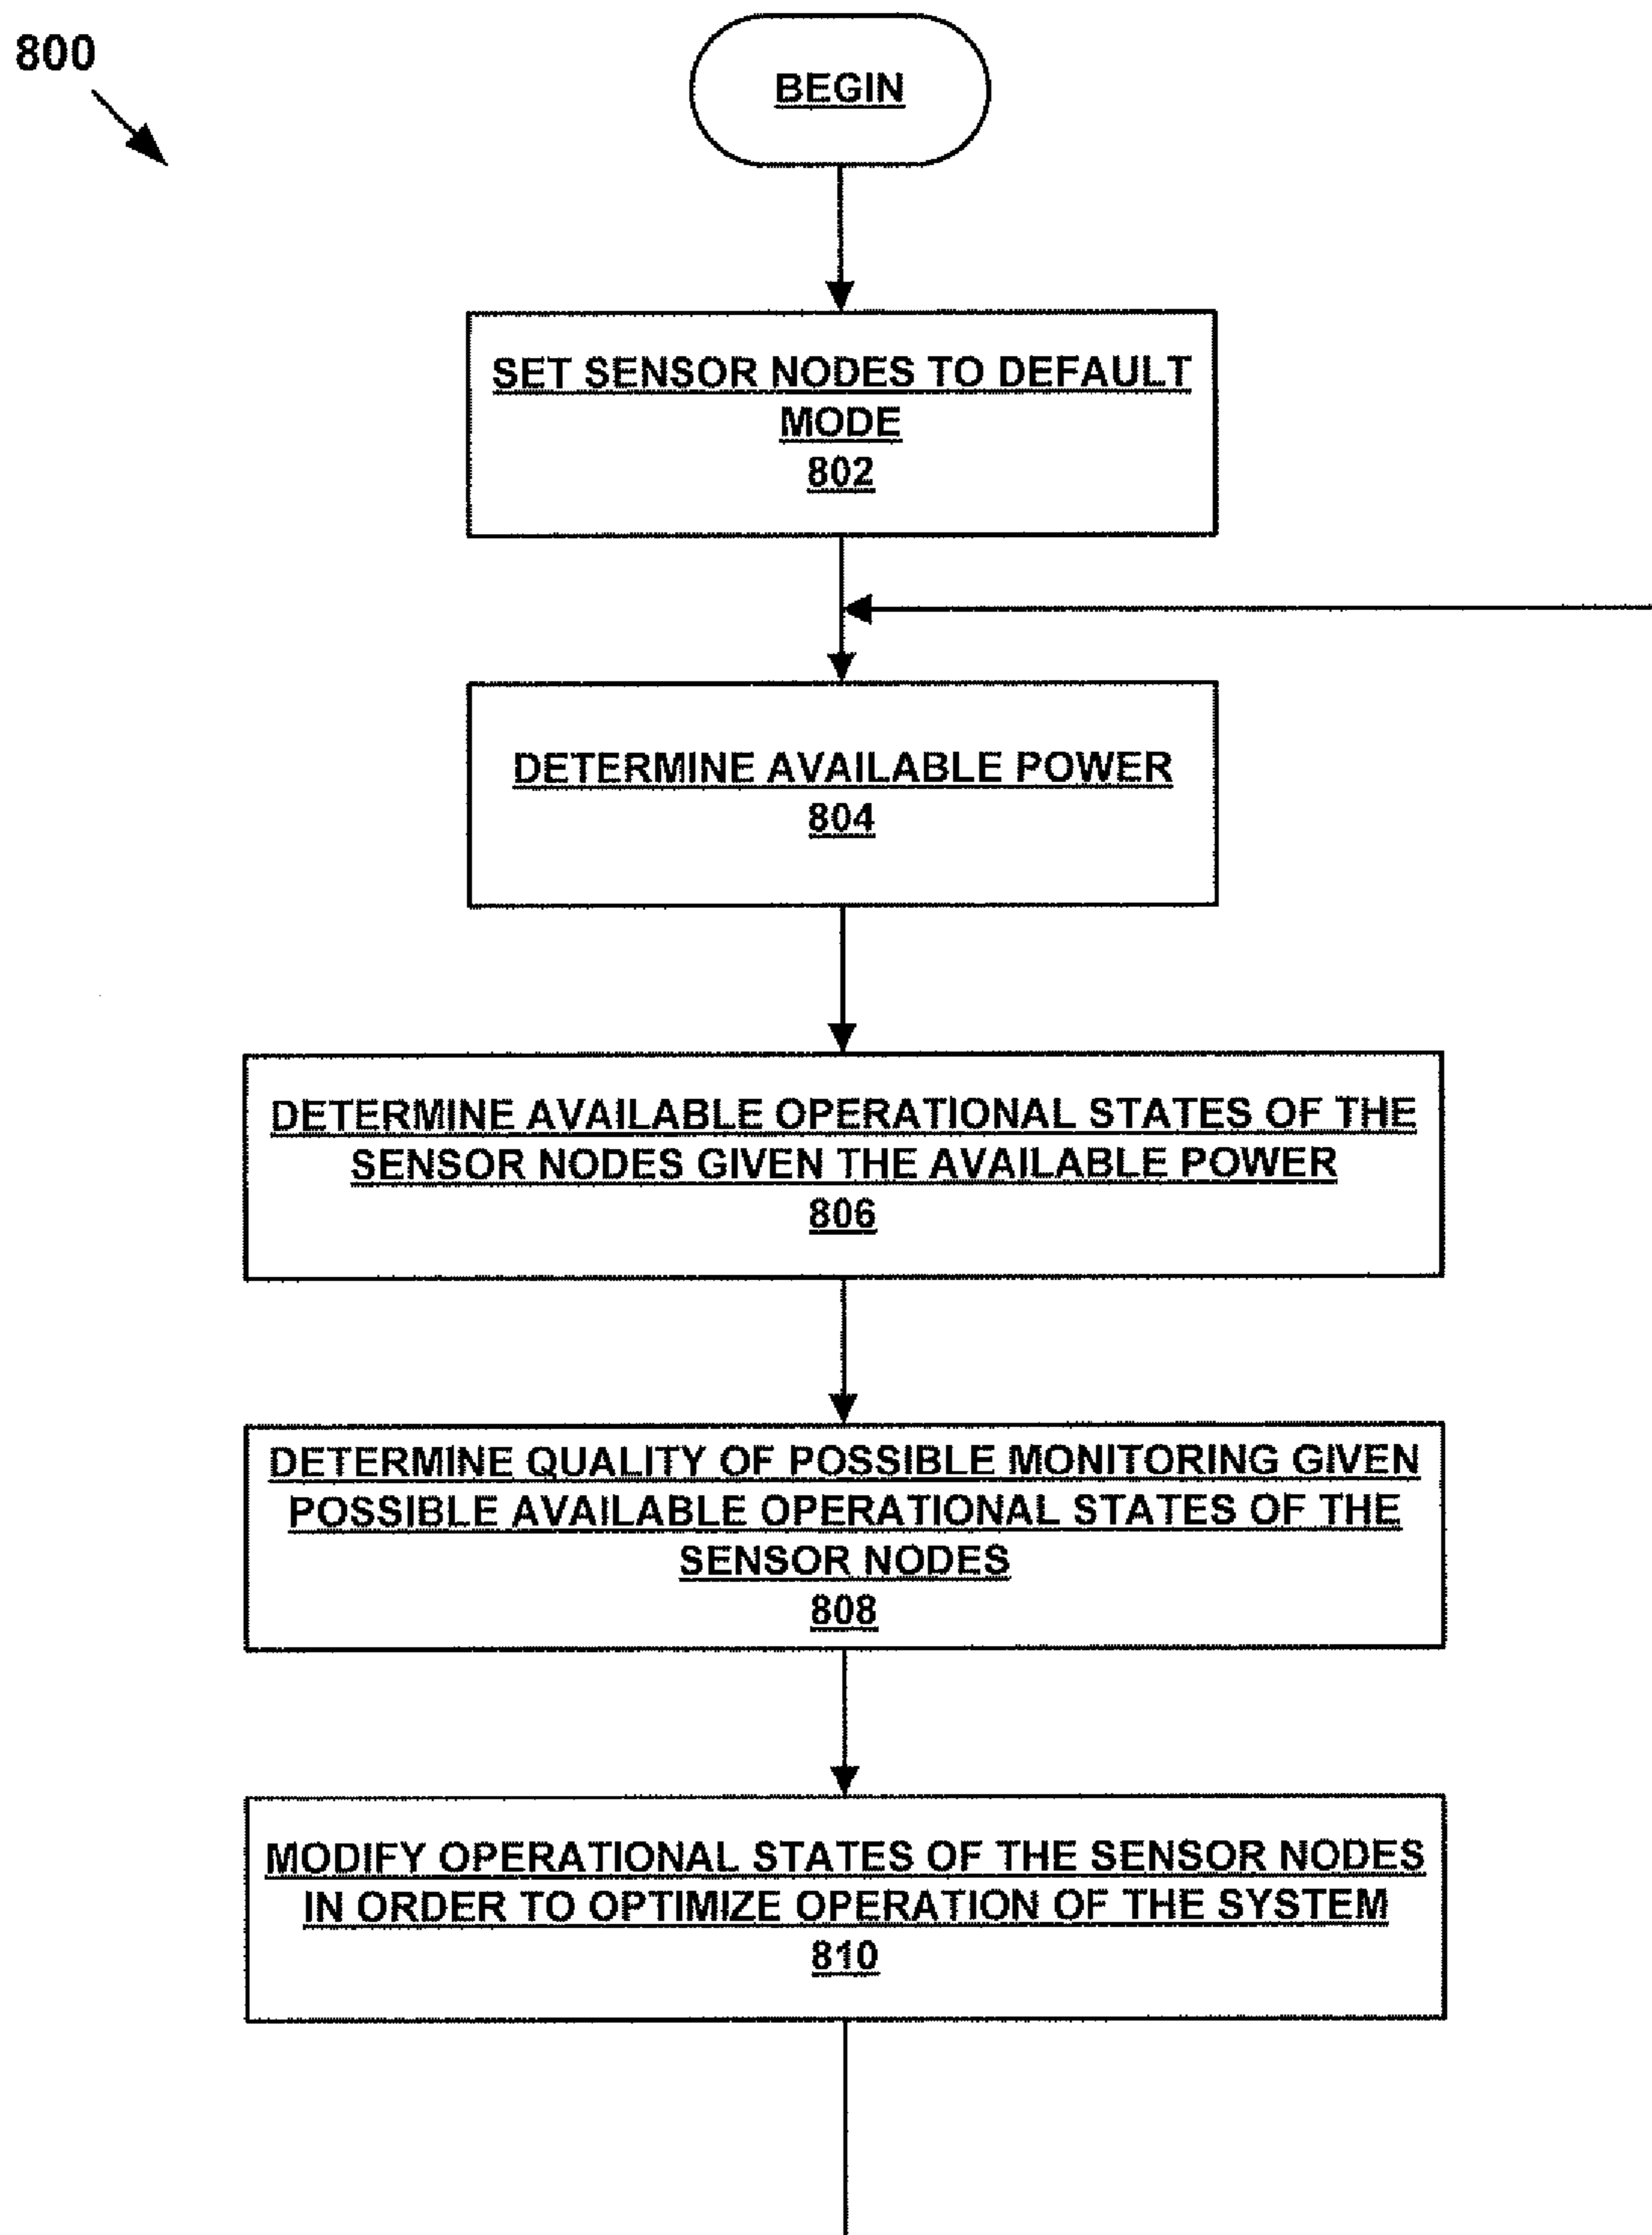 800
BEGIN
SET SENSOR NODES TO DEFAULT
MODE
802
DETERMINE AVAILABLE POWER
804
DETERMINE AVAILABLE OPERATIONAL STATES OF THE
SENSOR NODES GIVEN THE AVAILABLE POWER
806
DETERMINE QUALITY OF POSSIBLE MONITORING GIVEN
POSSIBLE AVAILABLE OPERATIONAL STATES OF THE
SENSOR NODES
808
MODIFY OPERATIONAL STATES OF THE SENSOR NODES
IN ORDER TO OPTIMIZE OPERATION OF THE SYSTEM
810